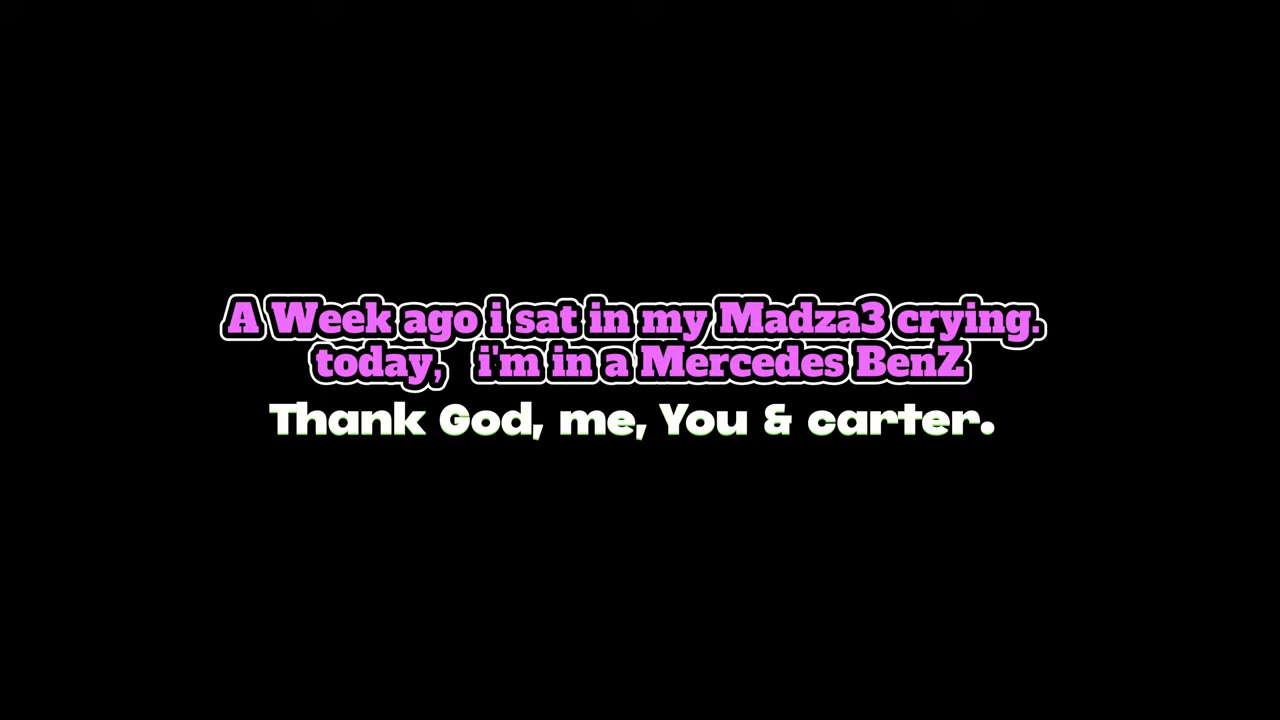 A Week ago i sat in my Madza3 crying.
today, i'm in a Mercedes BenZ
Thank God, me, You & carter.